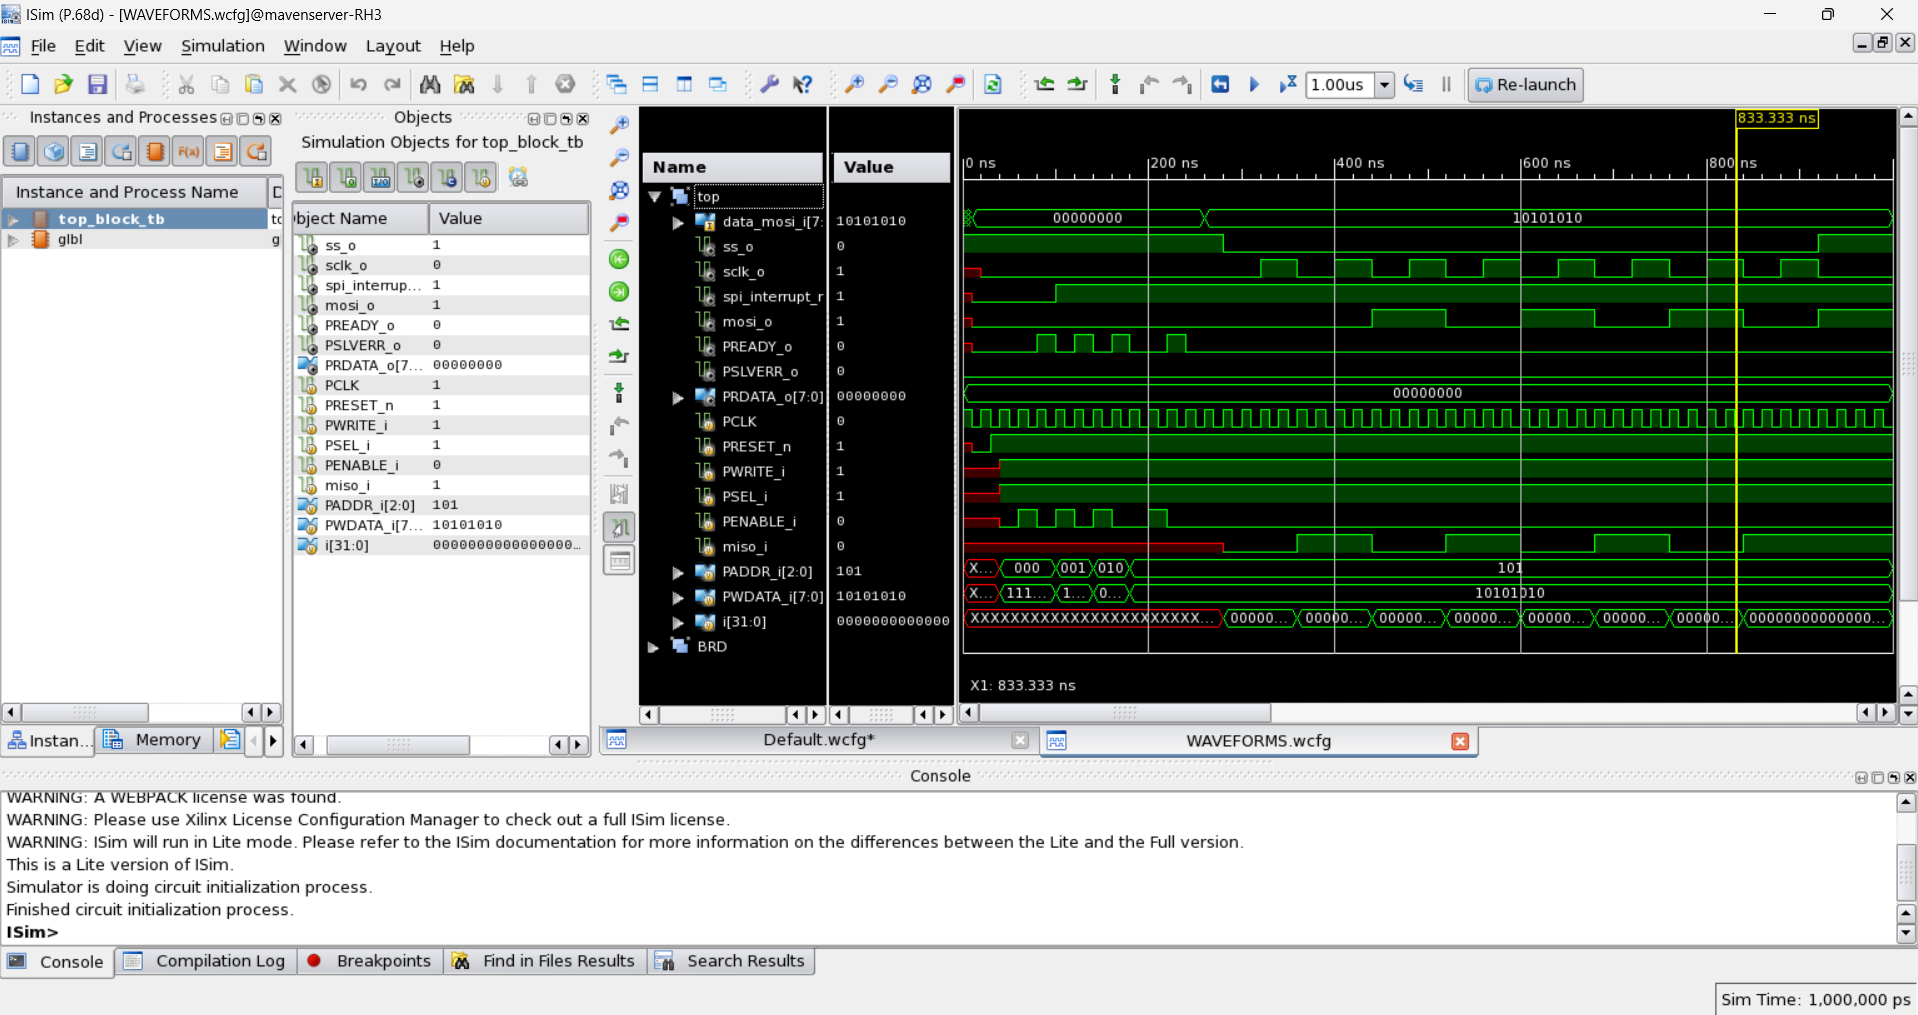 ISim (P.68d) - [WAVEFORMS.wcfg]@mavenserver-RH3
File Edit View Simulation Window Layout Help
1.00us Re-launch
Instances and Processes
Instance and Process Name
top_block_tb
glbl g
Instan... Memory
Objects
Simulation Objects for top_block_tb
bject Name Value
ss_o 1
sclk_o 0
spi_interrup... 1
mosi_o 1
PREADY_o 0
PSLVERR_o 0
PRDATA_o[7... 00000000
PCLK 1
PRESET_n 1
PWRITE_i 1
PSEL_i 1
PENABLE_i 0
miso_i 1
PADDR_i[2:0] 101
PWDATA_i[7... 10101010
i[31:0] 0000000000000000...
Name Value
top
data_mosi_i[7: 10101010
ss_o 0
sclk_o 1
spi_interrupt_r 1
mosi_o 1
PREADY_o 0
PSLVERR_o 0
PRDATA_o[7:0] 00000000
PCLK 0
PRESET_n 1
PWRITE_i 1
PSEL_i 1
PENABLE_i 0
miso_i 0
PADDR_i[2:0] 101
PWDATA_i[7:0] 10101010
i[31:0] 0000000000000
BRD
833.333 ns
0 ns 200 ns 400 ns 600 ns 800 ns
00000000 10101010
00000000
X... 000 001 010 101
X... 111... 1... 0... 10101010
XXXXXXXXXXXXXXXXXXXXXXX... 00000... 00000... 00000... 00000... 00000... 00000... 00000... 0000000000000...
X1: 833.333 ns
Default.wcfg* WAVEFORMS.wcfg
Console
WARNING: A WEBPACK license was found.
WARNING: Please use Xilinx License Configuration Manager to check out a full ISim license.
WARNING: ISim will run in Lite mode. Please refer to the ISim documentation for more information on the differences between the Lite and the Full version.
This is a Lite version of ISim.
Simulator is doing circuit initialization process.
Finished circuit initialization process.
ISim>
Console Compilation Log Breakpoints Find in Files Results Search Results
Sim Time: 1,000,000 ps